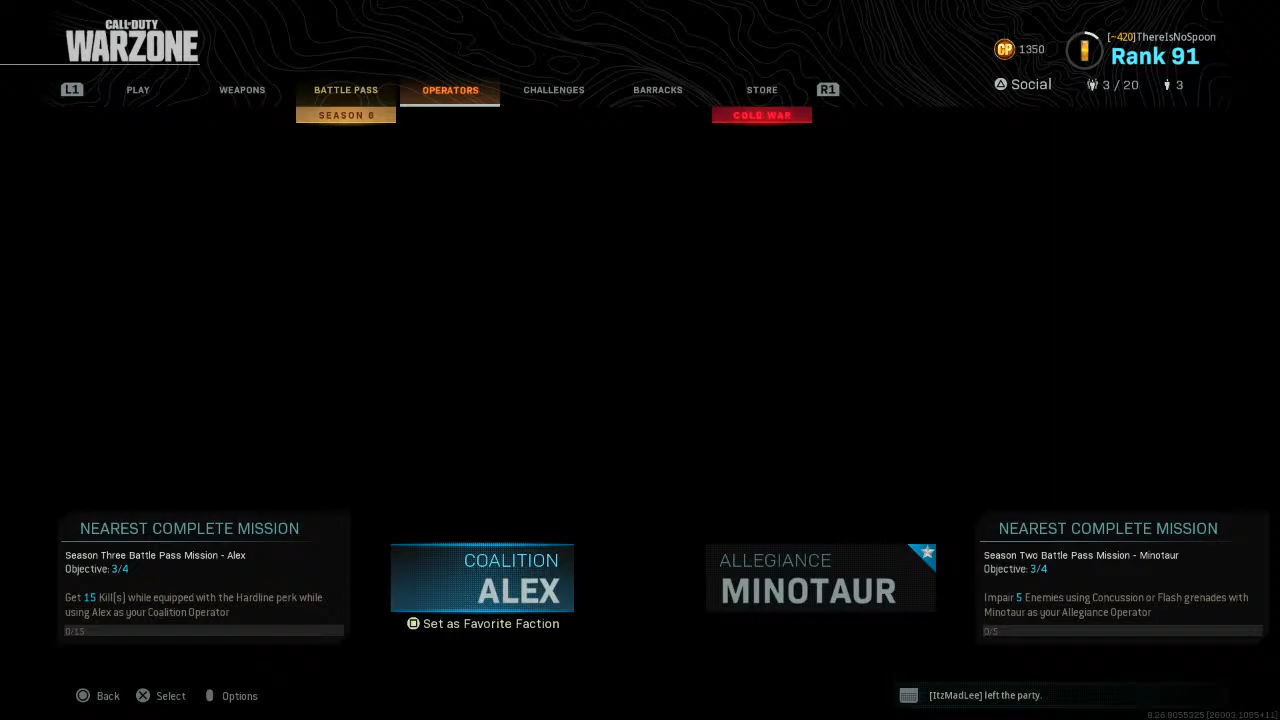 CALL OF DUTY
WARZONE
CP 1350
[~420]ThereIsNoSpoon
Rank 91
Social
3 / 20
3
L1
PLAY
WEAPONS
BATTLE PASS
OPERATORS
CHALLENGES
BARRACKS
STORE
R1
SEASON 6
COLD WAR
NEAREST COMPLETE MISSION
Season Three Battle Pass Mission - Alex
Objective: 3/4
Get 15 Kill(s) while equipped with the Hardline perk while
using Alex as your Coalition Operator
0/15
COALITION
ALEX
Set as Favorite Faction
ALLEGIANCE
MINOTAUR
NEAREST COMPLETE MISSION
Season Two Battle Pass Mission - Minotaur
Objective: 3/4
Impair 5 Enemies using Concussion or Flash grenades with
Minotaur as your Allegiance Operator
0/5
Back
Select
Options
[ItzMadLee] left the party.